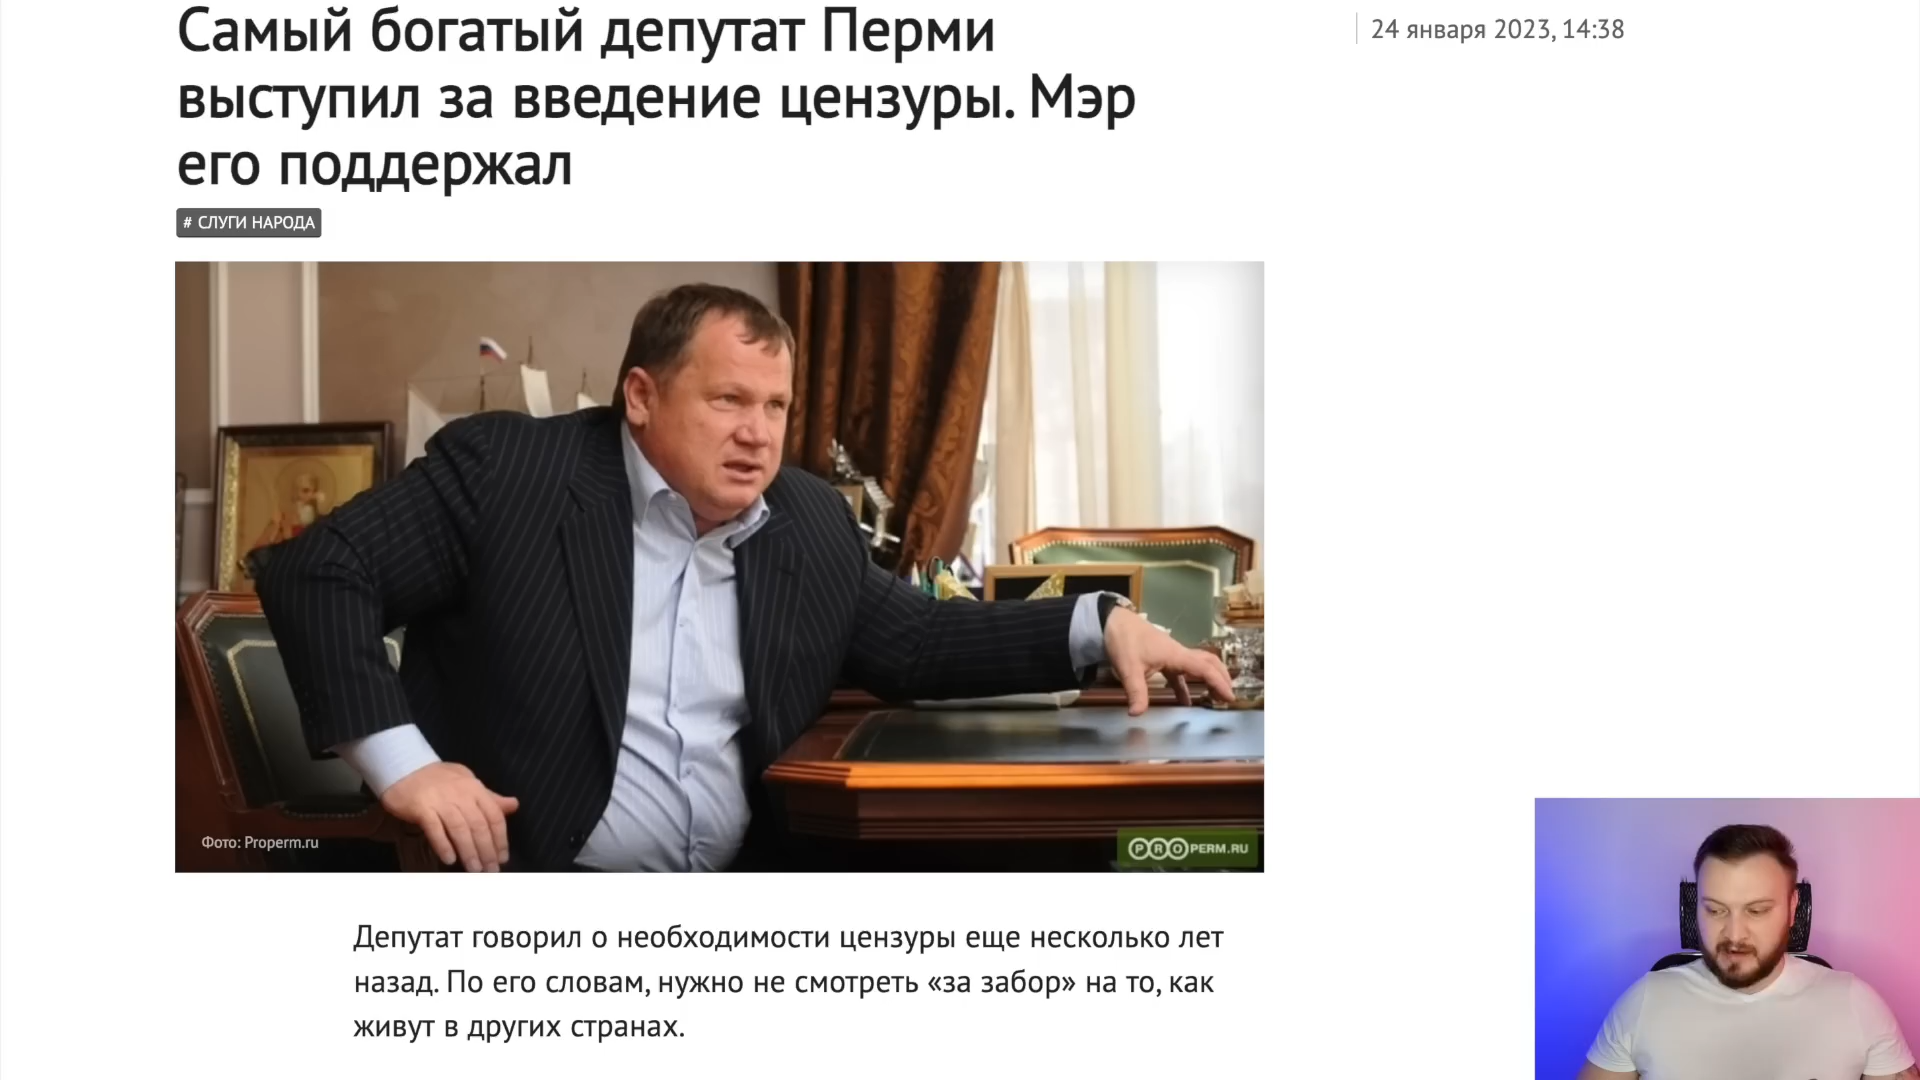 Самый богатый депутат Перми
выступил за введение цензуры. Мэр
его поддержал
24 января 2023, 14:38
# СЛУГИ НАРОДА
Фото: Properm.ru
PROPERM.RU
Депутат говорил о необходимости цензуры еще несколько лет
назад. По его словам, нужно не смотреть «за забор» на то, как
живут в других странах.